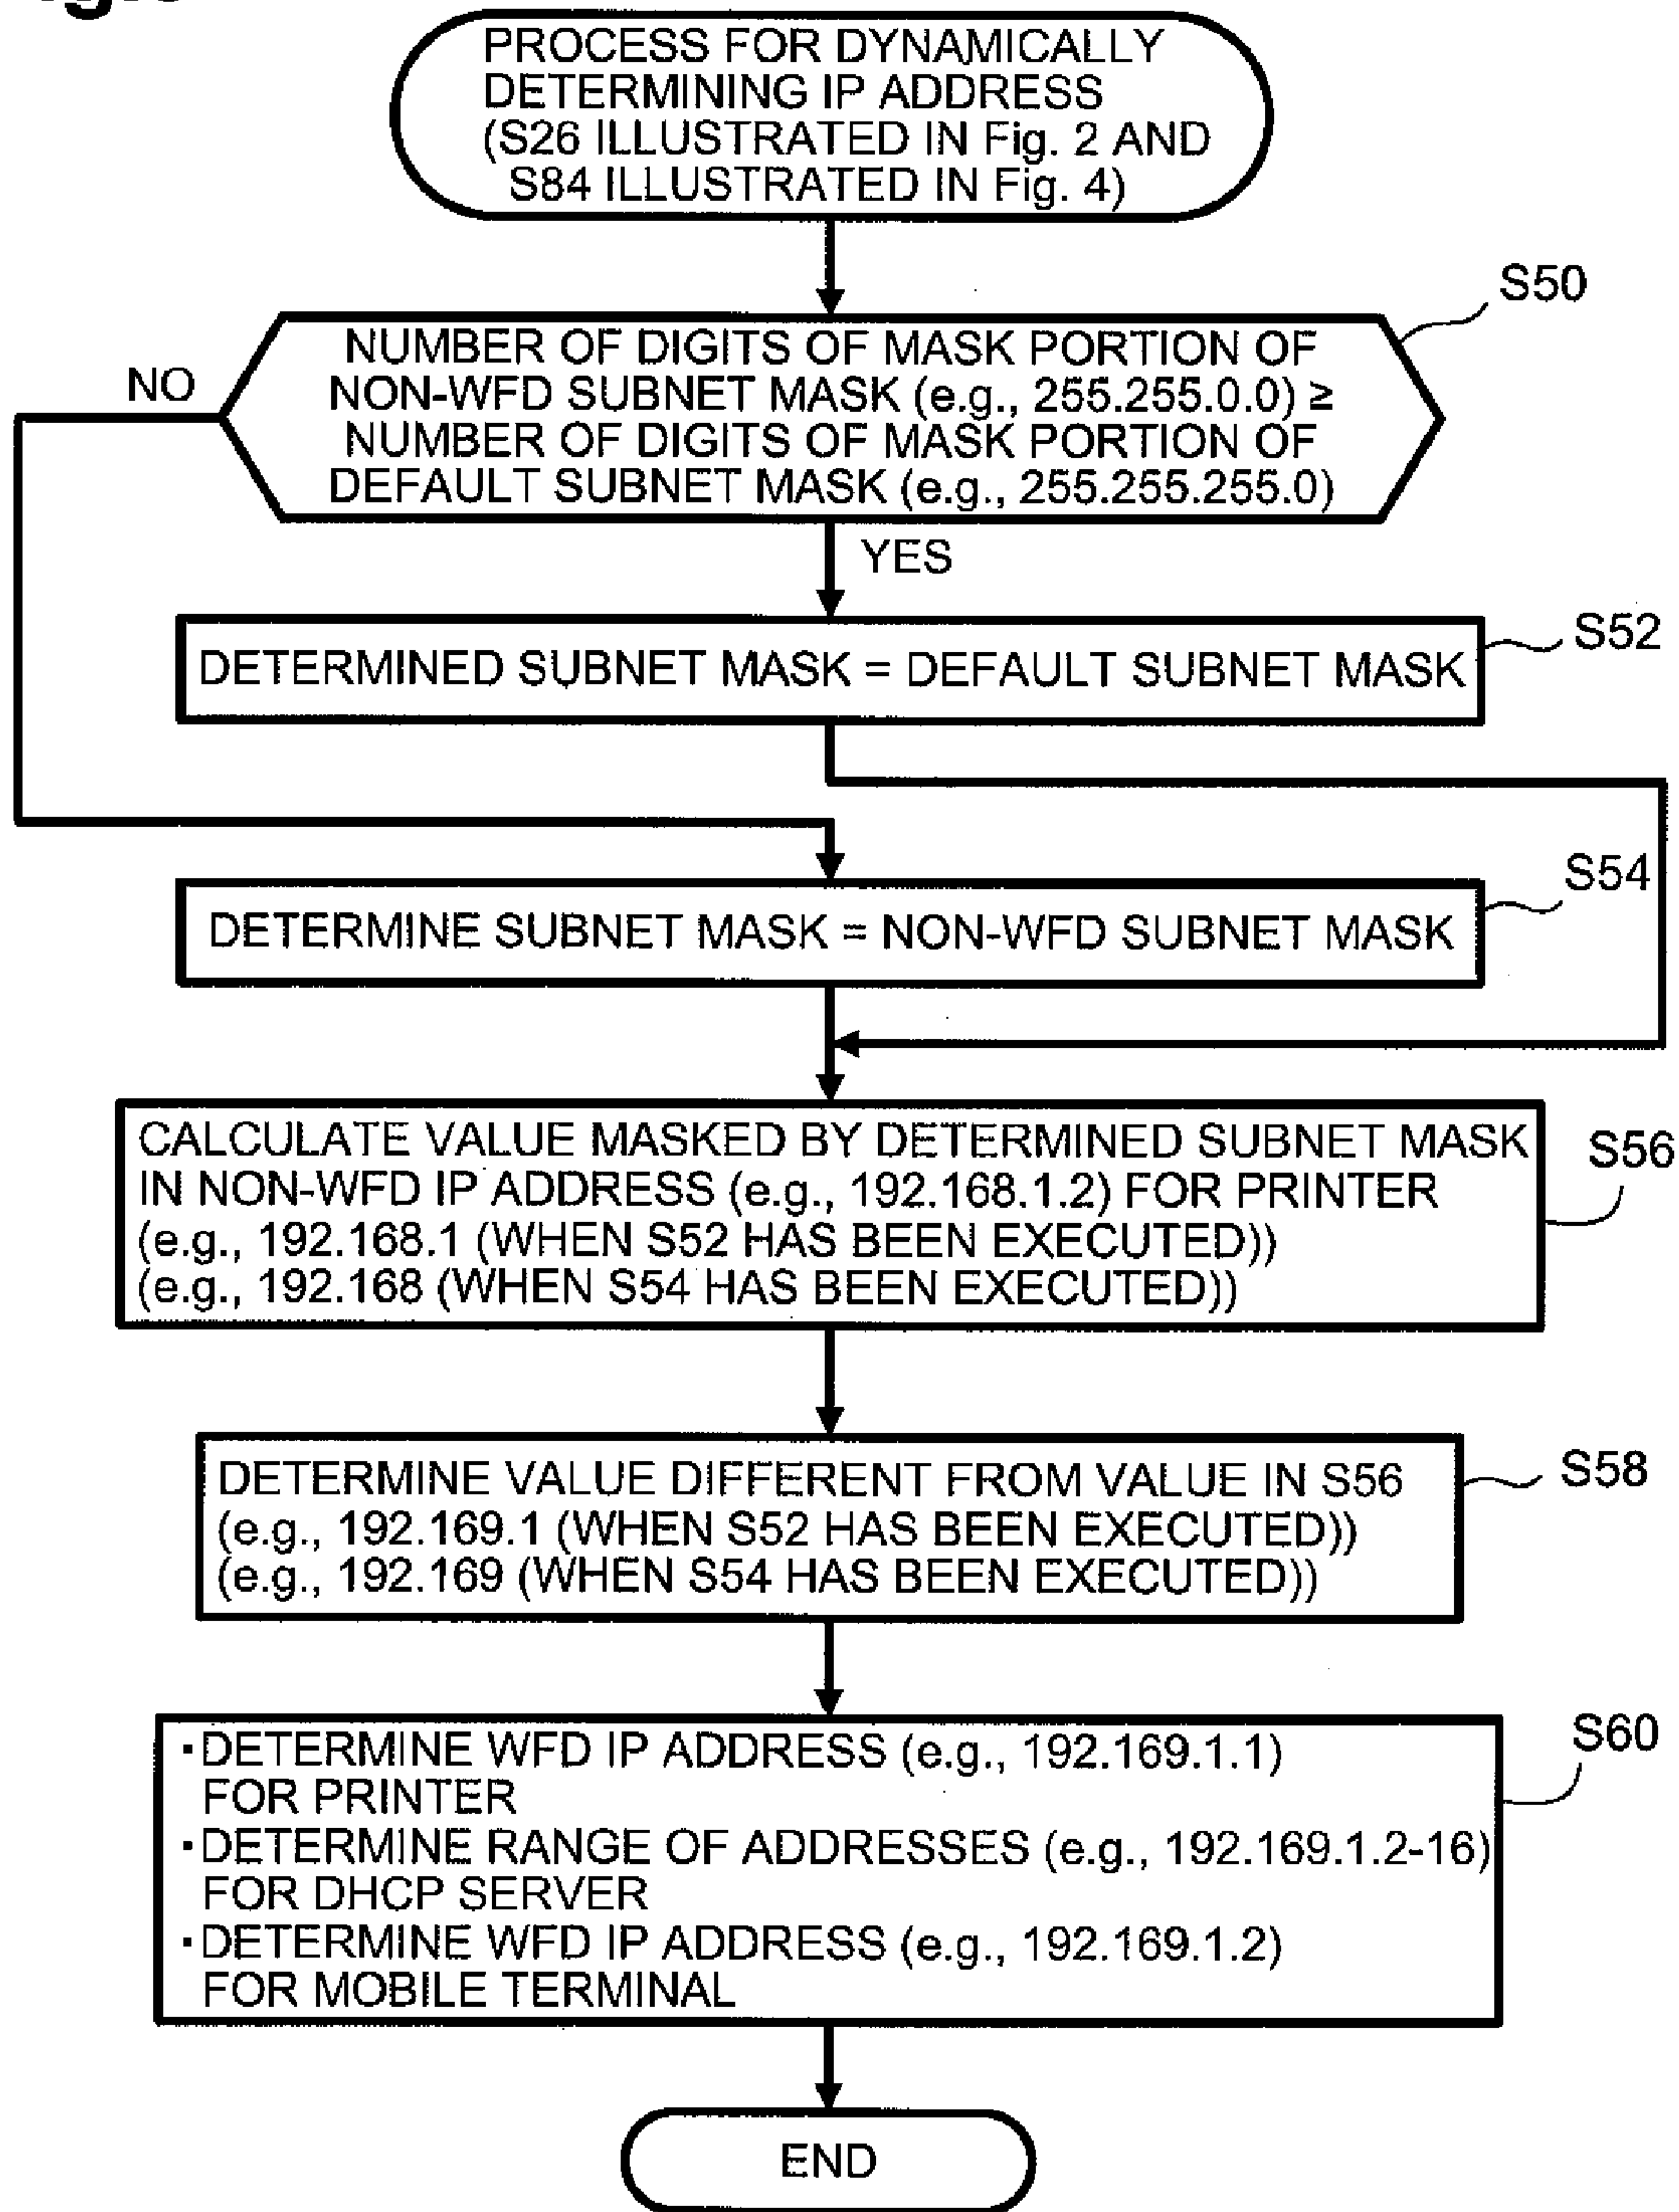 PROCESS FOR DYNAMICALLY
DETERMINING IP ADDRESS
(S26 ILLUSTRATED IN Fig. 2 AND
S84 ILLUSTRATED IN Fig. 4)
S50
NUMBER OF DIGITS OF MASK PORTION OF
NON-WFD SUBNET MASK (e.g., 255.255.0.0) ≥
NUMBER OF DIGITS OF MASK PORTION OF
DEFAULT SUBNET MASK (e.g., 255.255.255.0)
NO
YES
S52
DETERMINED SUBNET MASK = DEFAULT SUBNET MASK
S54
DETERMINE SUBNET MASK = NON-WFD SUBNET MASK
S56
CALCULATE VALUE MASKED BY DETERMINED SUBNET MASK
IN NON-WFD IP ADDRESS (e.g., 192.168.1.2) FOR PRINTER
(e.g., 192.168.1 (WHEN S52 HAS BEEN EXECUTED))
(e.g., 192.168 (WHEN S54 HAS BEEN EXECUTED))
S58
DETERMINE VALUE DIFFERENT FROM VALUE IN S56
(e.g., 192.169.1 (WHEN S52 HAS BEEN EXECUTED))
(e.g., 192.169 (WHEN S54 HAS BEEN EXECUTED))
S60
·DETERMINE WFD IP ADDRESS (e.g., 192.169.1.1)
FOR PRINTER
·DETERMINE RANGE OF ADDRESSES (e.g., 192.169.1.2-16)
FOR DHCP SERVER
·DETERMINE WFD IP ADDRESS (e.g., 192.169.1.2)
FOR MOBILE TERMINAL
END